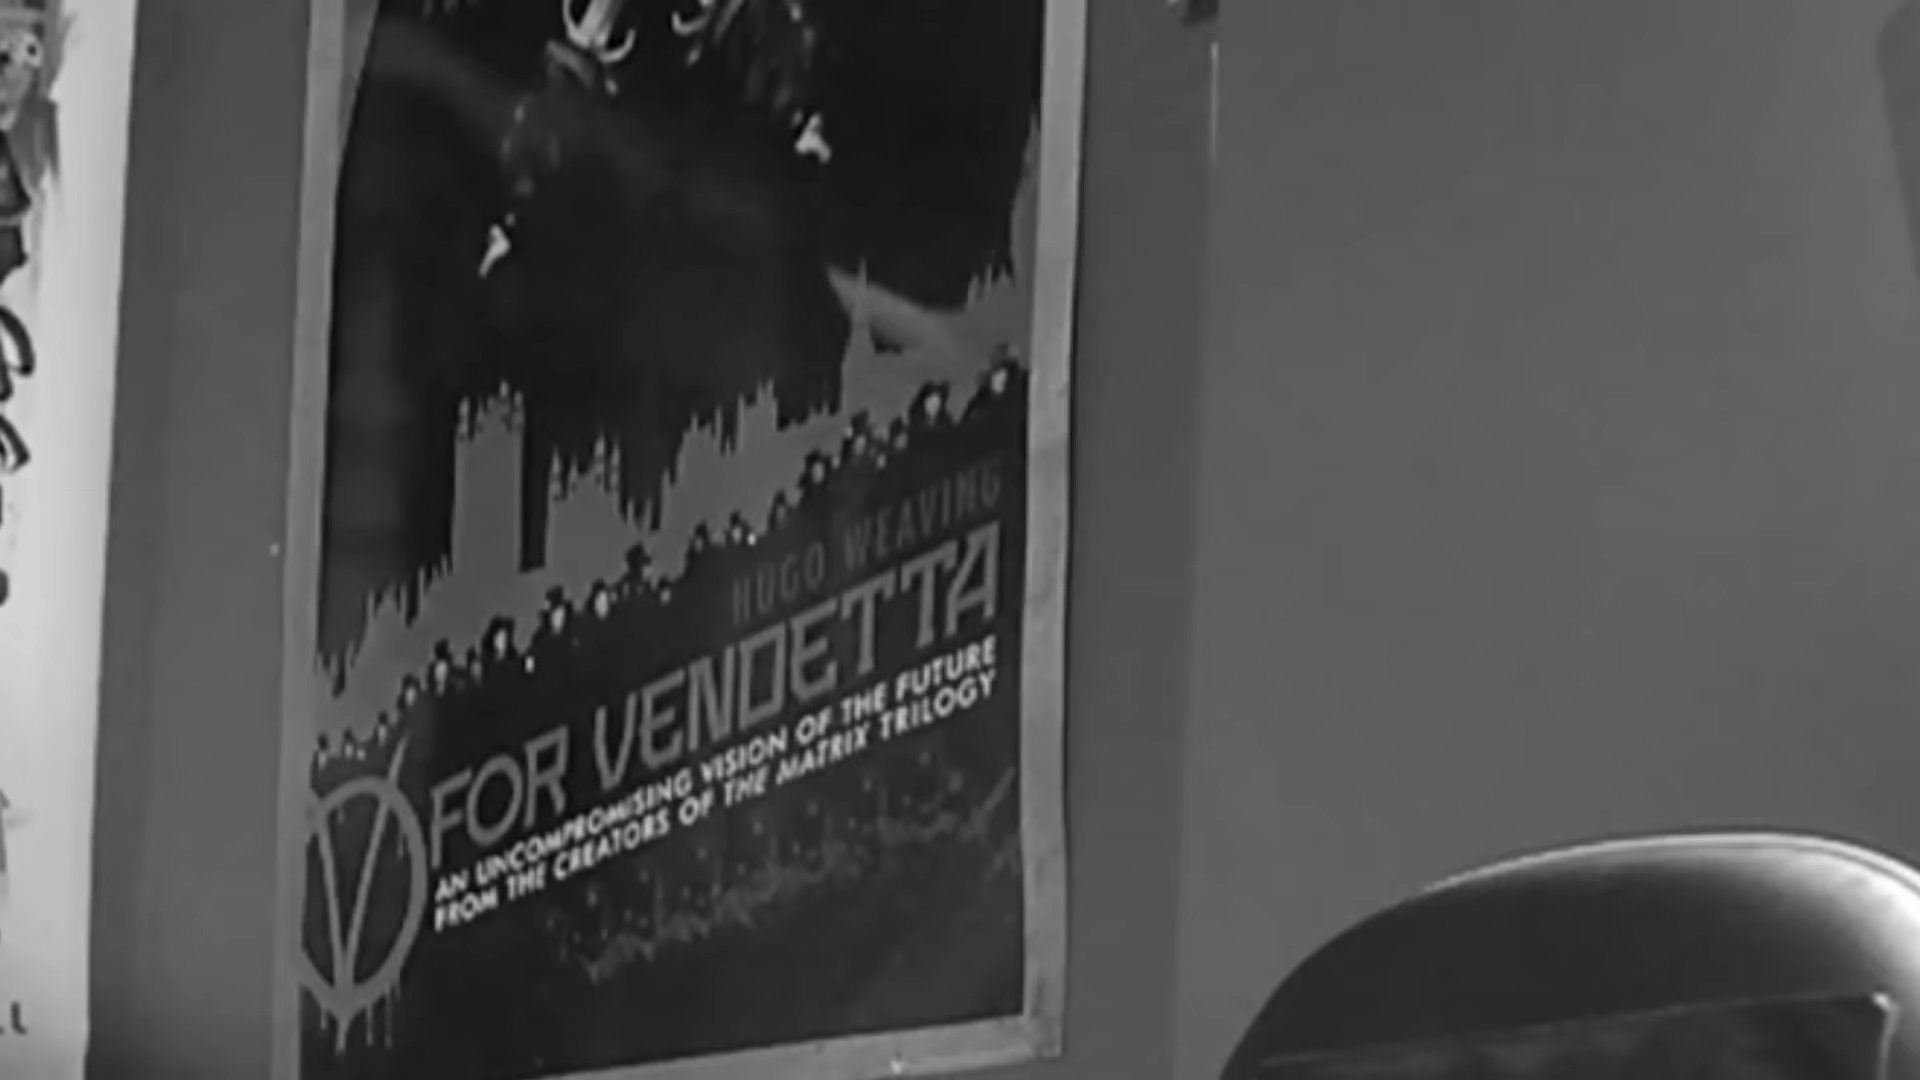 HUGO WEAVING
V FOR VENDETTA
AN UNCOMPROMISING VISION OF THE FUTURE
FROM THE CREATORS OF THE MATRIX TRILOGY